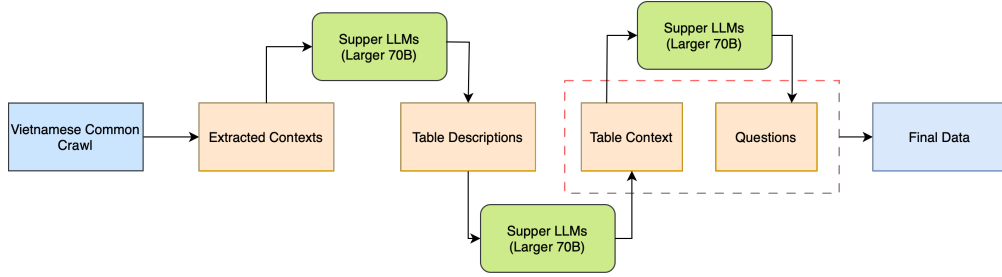 Supper LLMs
(Larger 70B)
Supper LLMs
(Larger 70B)
Vietnamese Common
Crawl
Extracted Contexts
Table Descriptions
Table Context
Questions
Final Data
Supper LLMs
(Larger 70B)